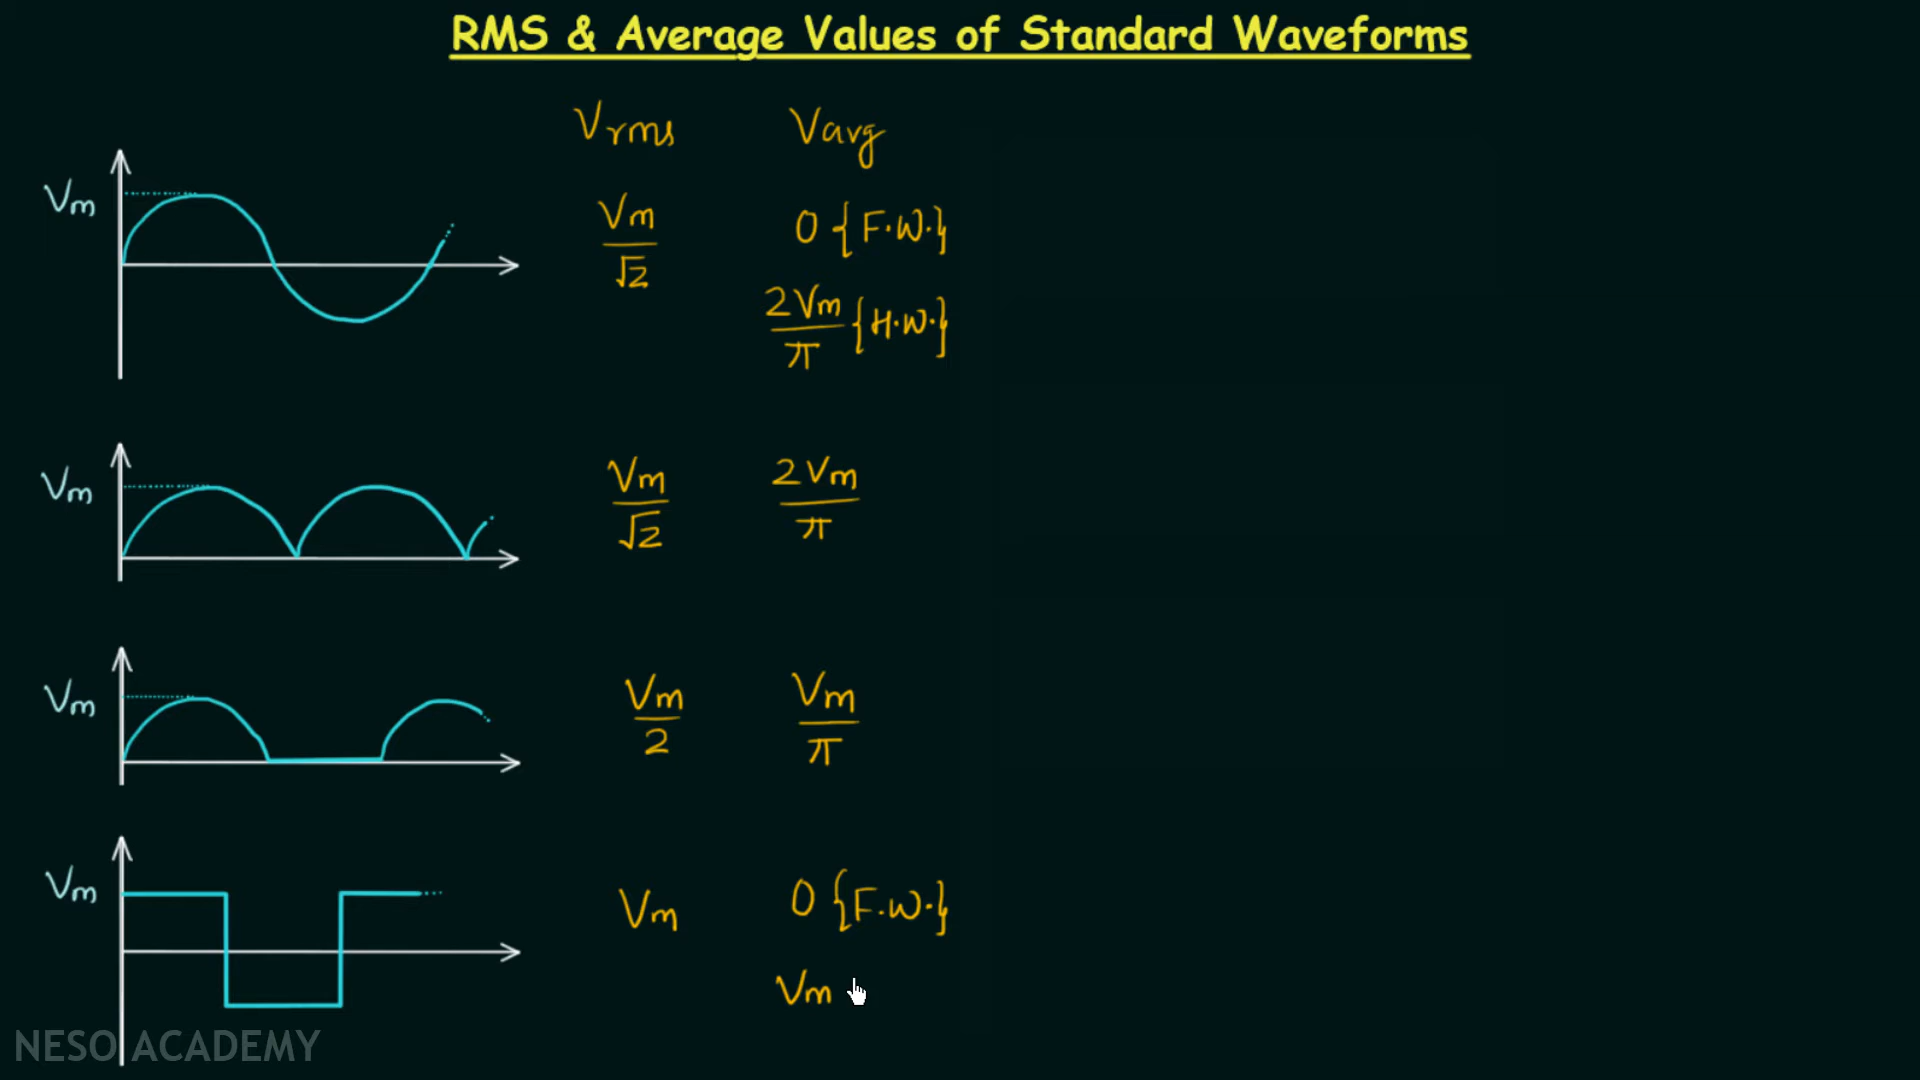 RMS & Average Values of Standard Waveforms
Vrms Vavg
Vm
Vm/√2 0 {F.W.}
2Vm/π {H.W.}
Vm
Vm/√2 2Vm/π
Vm
Vm/2 Vm/π
Vm
Vm 0 {F.W.}
Vm
NESO ACADEMY